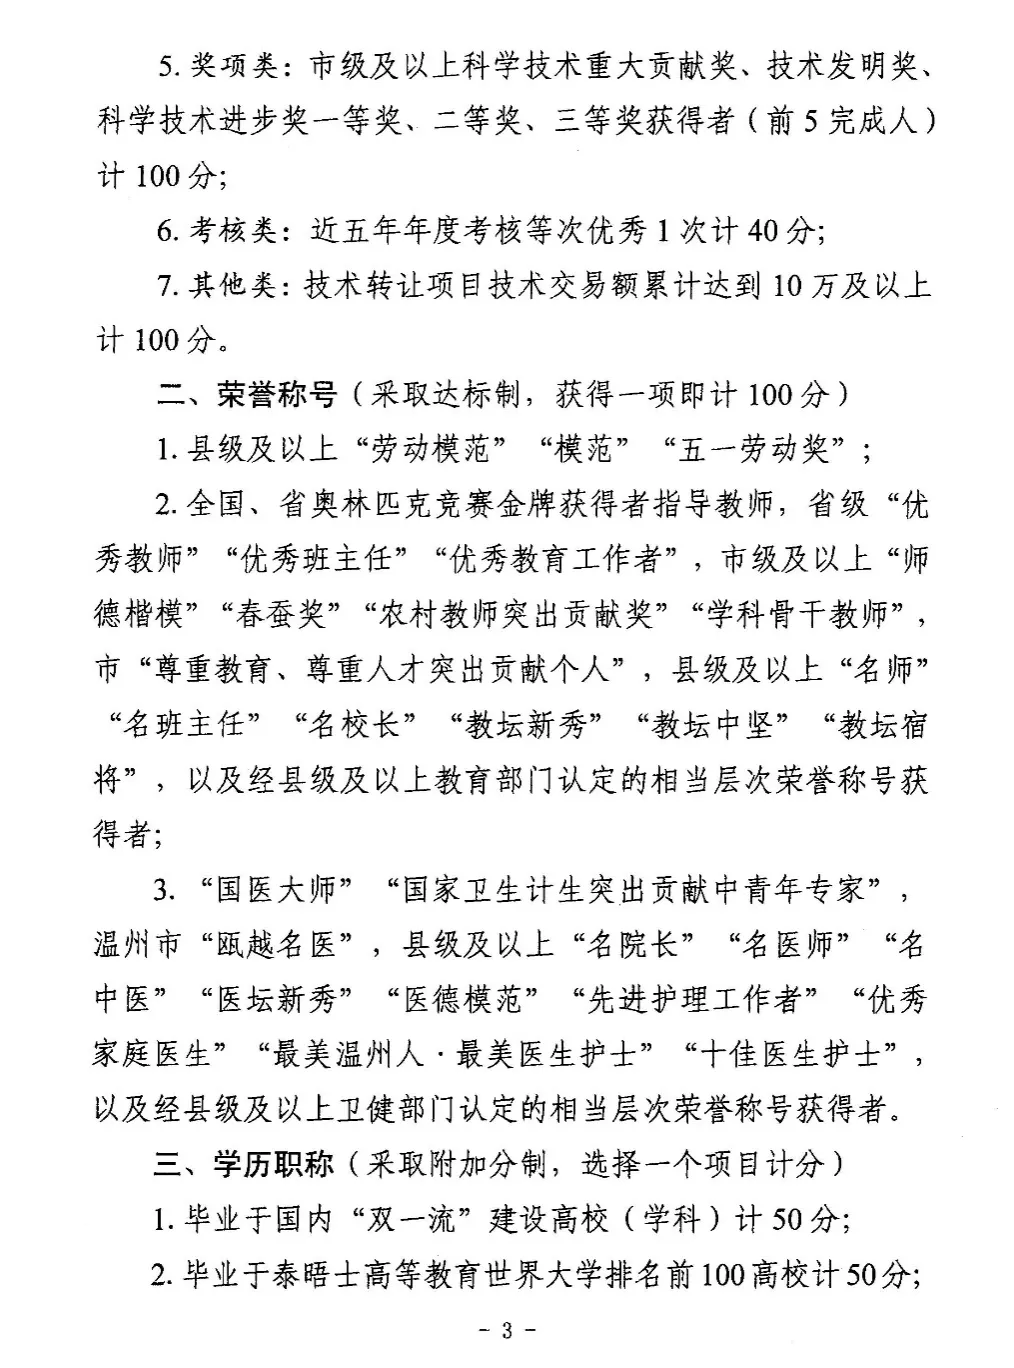 5. 奖项类：市级及以上科学技术重大贡献奖、技术发明奖、
科学技术进步奖一等奖、二等奖、三等奖获得者（前5完成人）
计100分；
6. 考核类：近五年年度考核等次优秀1次计40分；
7. 其他类：技术转让项目技术交易额累计达到10万及以上
计100分。
二、荣誉称号（采取达标制，获得一项即计100分）
1. 县级及以上“劳动模范”“模范”“五一劳动奖”；
2. 全国、省奥林匹克竞赛金牌获得者指导教师，省级“优
秀教师”“优秀班主任”“优秀教育工作者”，市级及以上“师
德楷模”“春蚕奖”“农村教师突出贡献奖”“学科骨干教师”，
市“尊重教育、尊重人才突出贡献个人”，县级及以上“名师”
“名班主任”“名校长”“教坛新秀”“教坛中坚”“教坛宿
将”，以及经县级及以上教育部门认定的相当层次荣誉称号获
得者；
3. “国医大师”“国家卫生计生突出贡献中青年专家”，
温州市“瓯越名医”，县级及以上“名院长”“名医师”“名
中医”“医坛新秀”“医德模范”“先进护理工作者”“优秀
家庭医生”“最美温州人·最美医生护士”“十佳医生护士”，
以及经县级及以上卫健部门认定的相当层次荣誉称号获得者。
三、学历职称（采取附加分制，选择一个项目计分）
1. 毕业于国内“双一流”建设高校（学科）计50分；
2. 毕业于泰晤士高等教育世界大学排名前100高校计50分；
- 3 -